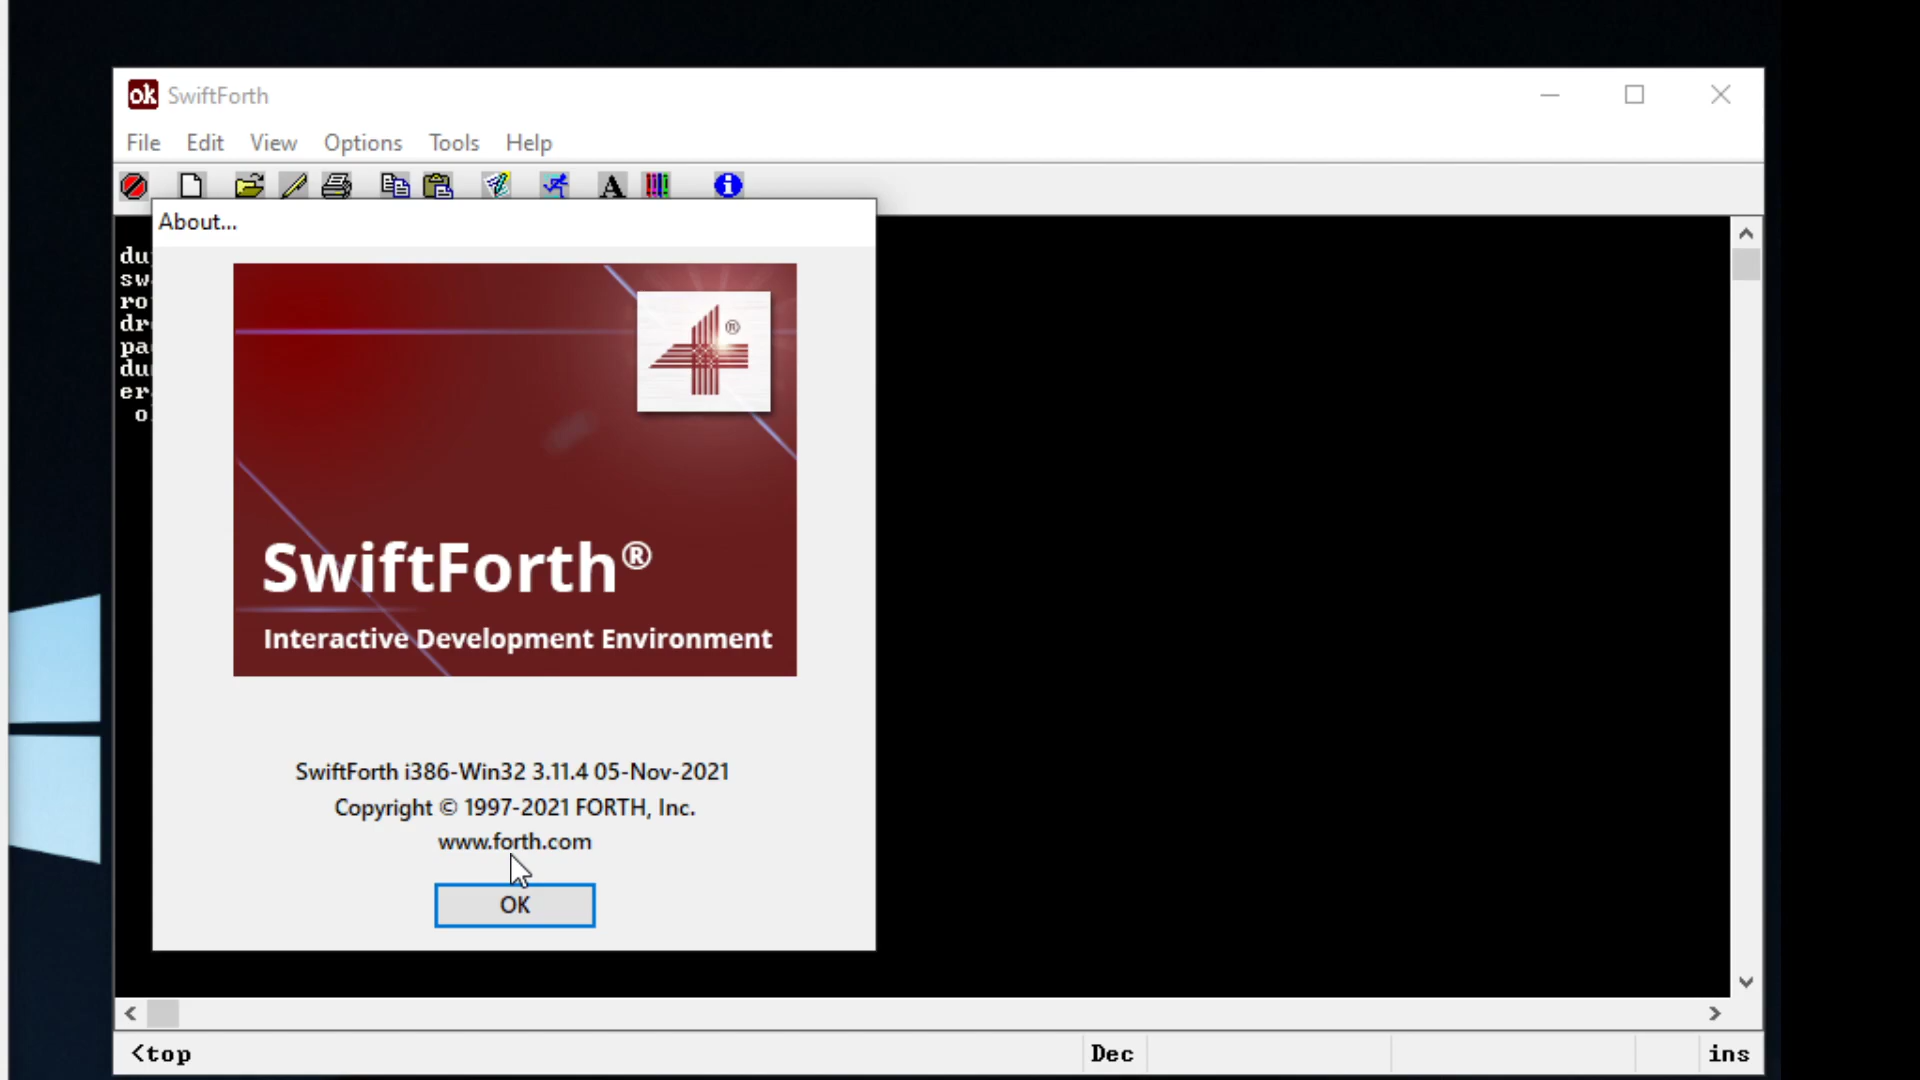 ok SwiftForth
File Edit View Options Tools Help
About...
du
sw
ro
dr
pa
du
er
o
®
SwiftForth®
Interactive Development Environment
SwiftForth i386-Win32 3.11.4 05-Nov-2021
Copyright © 1997-2021 FORTH, Inc.
www.forth.com
OK
<top Dec ins